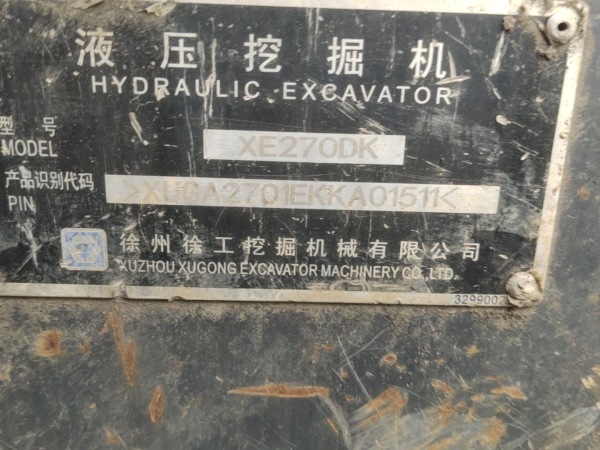 液压挖掘机
HYDRAULIC EXCAVATOR
型号
MODEL
XE270DK
产品识别代码
PIN
>XUGA2701EKKA01511<
徐州徐工挖掘机械有限公司
XUZHOU XUGONG EXCAVATOR MACHINERY CO., LTD.
3299002